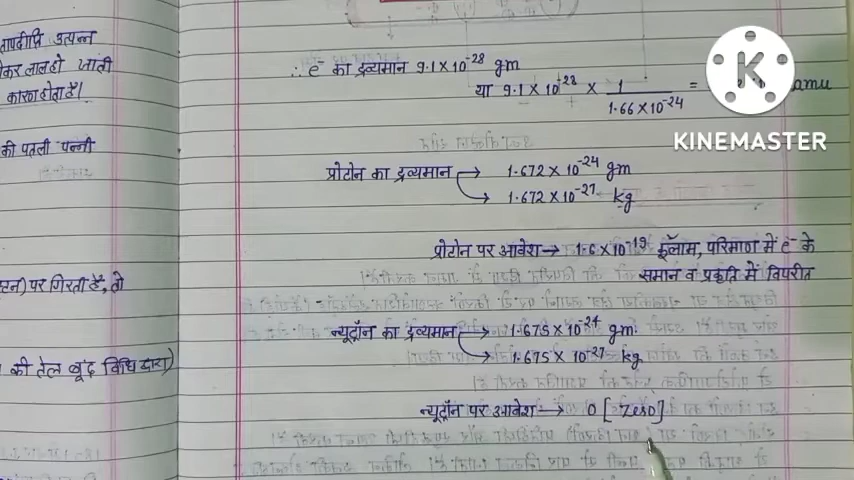 तापदीप्ति उत्पन्न
होकर लाल हो जाती
कारण होता है।
की पतली पन्नी
पर गिरती है, तो
की तेल बूंद विधि द्वारा)
∴ e⁻ का द्रव्यमान 9.1 × 10⁻²⁸ gm
या 9.1 × 10⁻²⁸ × 1/1.66 × 10⁻²⁴ = amu
KINEMASTER
प्रोटोन का द्रव्यमान → 1.672 × 10⁻²⁴ gm
→ 1.672 × 10⁻²⁷ kg
प्रोटोन पर आवेश → 1.6 × 10⁻¹⁹ कूॅलाम, परिमाण में e⁻ के
समान व प्रकृति में विपरीत
न्यूट्रॉन का द्रव्यमान → 1.675 × 10⁻²⁴ gm.
→ 1.675 × 10⁻²⁷ kg
न्यूट्रॉन पर आवेश → 0 [Zero]